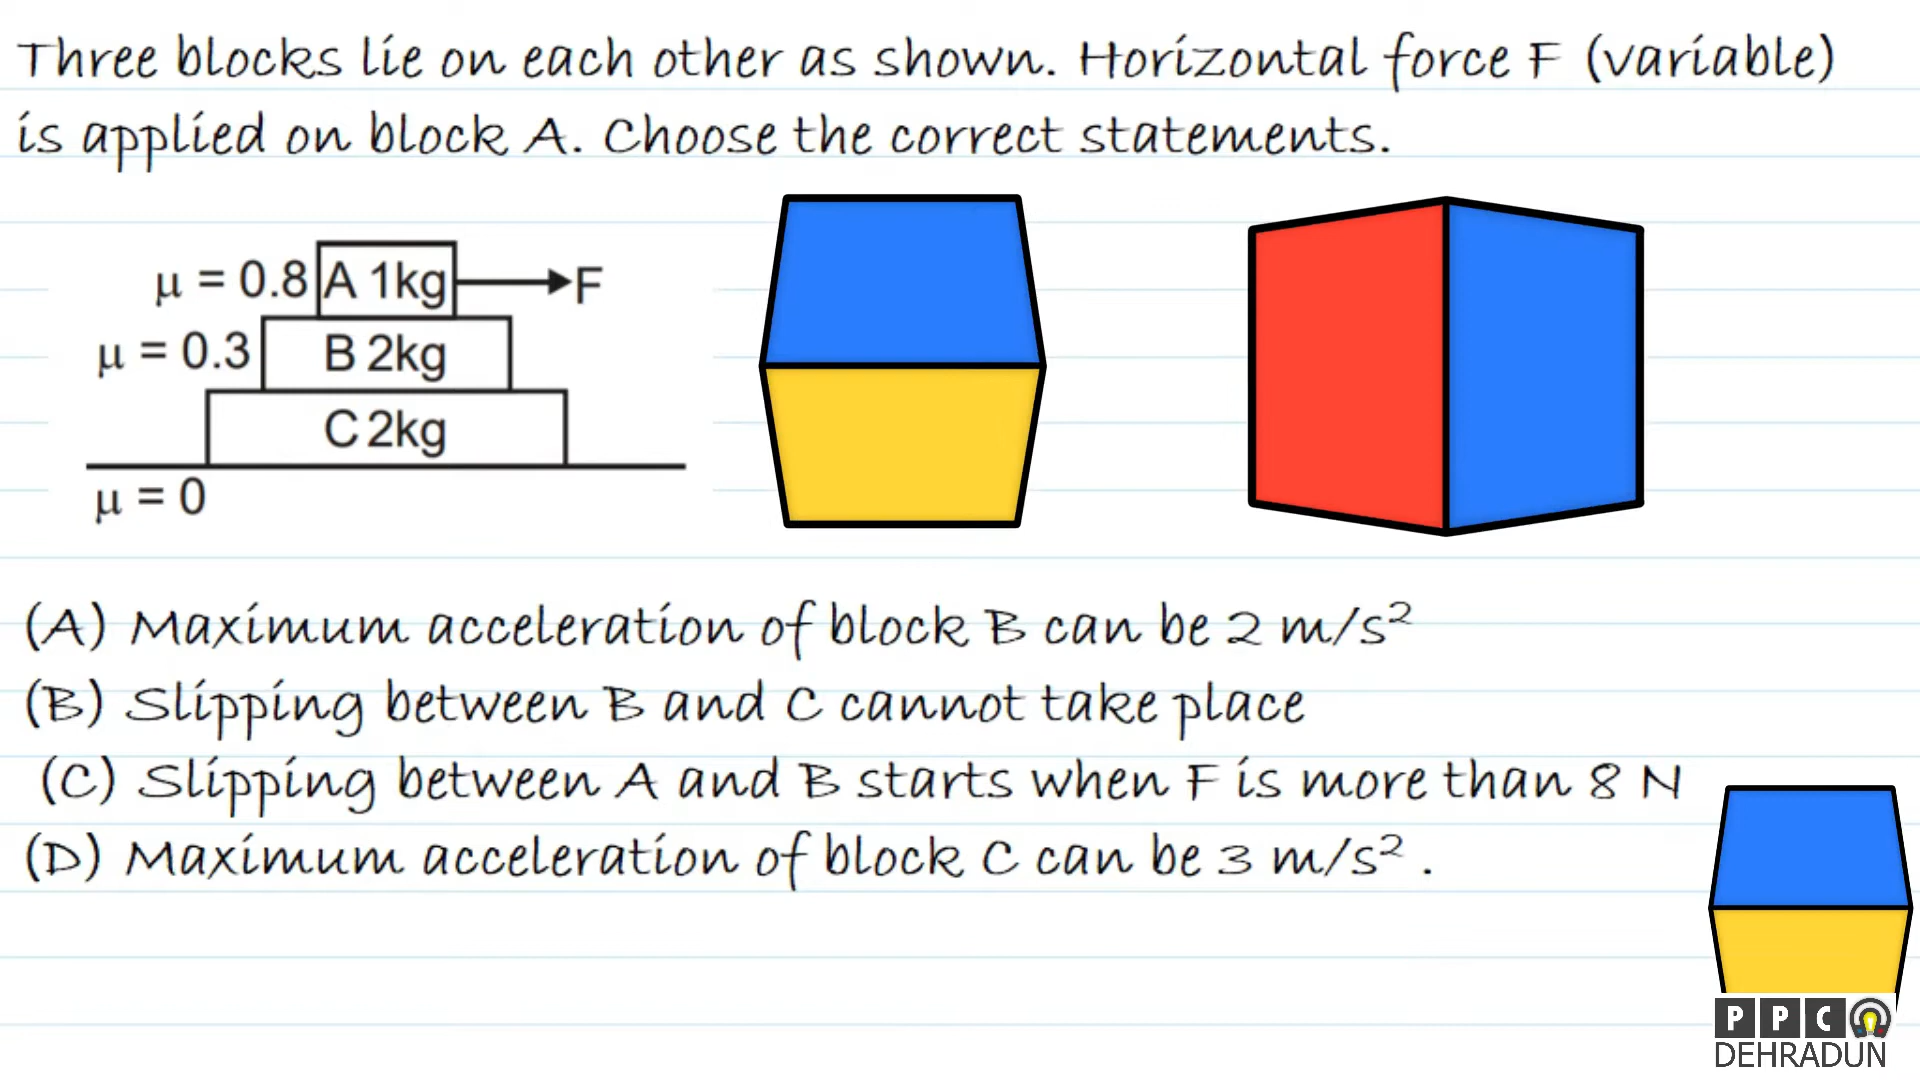 Three blocks lie on each other as shown. Horizontal force F (variable)
is applied on block A. Choose the correct statements.
μ = 0.8 A 1kg F
μ = 0.3 B 2kg
C 2kg
μ = 0
(A) Maximum acceleration of block B can be 2 m/s²
(B) Slipping between B and C cannot take place
(C) Slipping between A and B starts when F is more than 8 N
(D) Maximum acceleration of block C can be 3 m/s² .
PPC
DEHRADUN